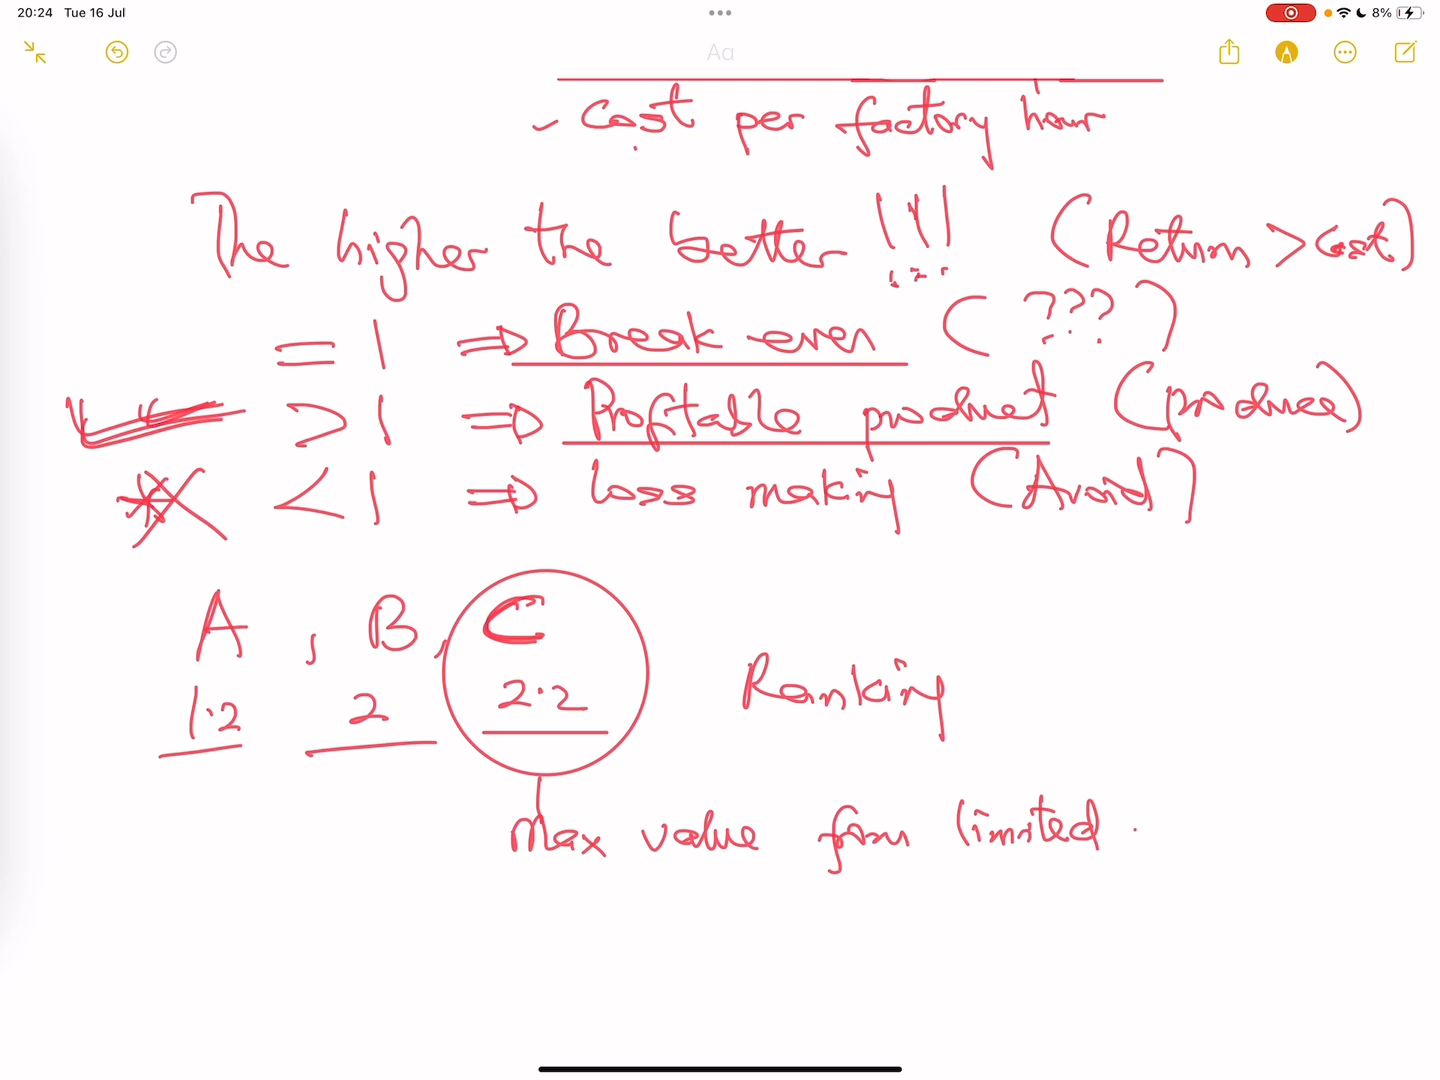 20:24 Tue 16 Jul
8%
Aa
- Cost per factory hour
The higher the better !!! (Return > cost)
= 1 ⇒ Break even (???)
> 1 ⇒ Profitable product (produce)
< 1 ⇒ loss making (Avoid)
A , B, C
1.2 2 2.2 Ranking
Max value from limited .